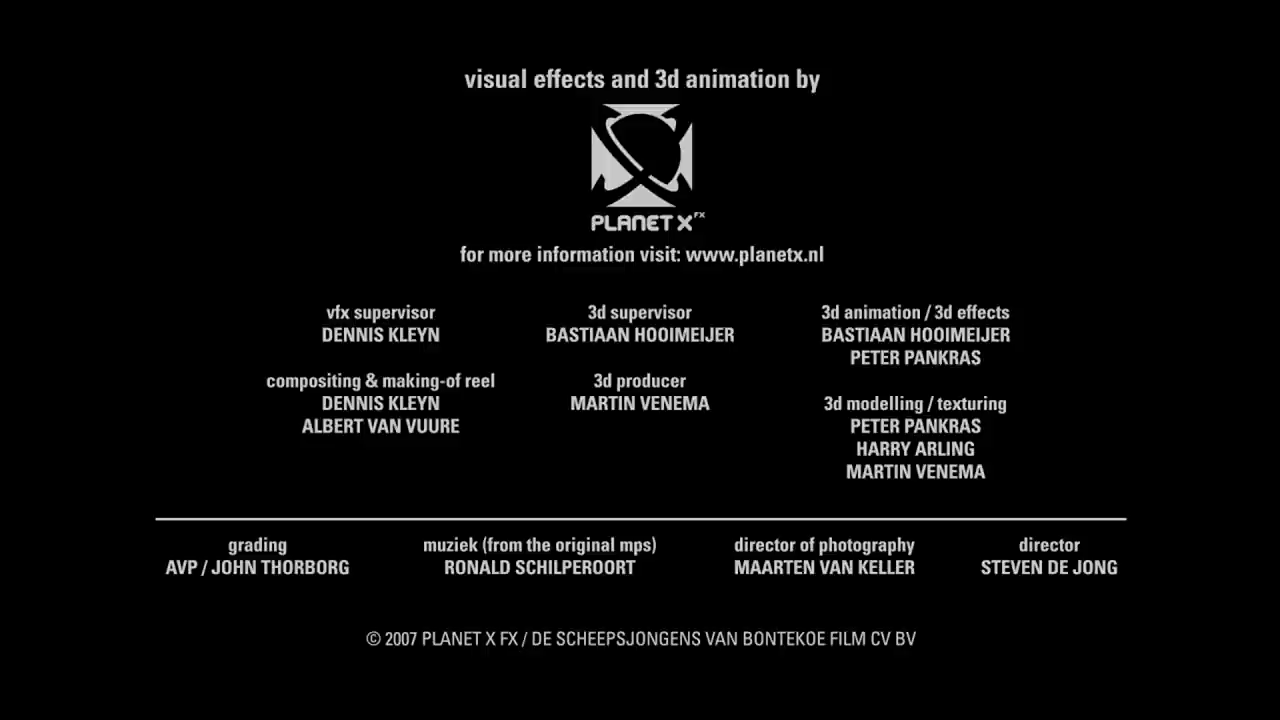 visual effects and 3d animation by
PLANET X FX
for more information visit: www.planetx.nl
vfx supervisor
DENNIS KLEYN
compositing & making-of reel
DENNIS KLEYN
ALBERT VAN VUURE
3d supervisor
BASTIAAN HOOIMEIJER
3d producer
MARTIN VENEMA
3d animation / 3d effects
BASTIAAN HOOIMEIJER
PETER PANKRAS
3d modelling / texturing
PETER PANKRAS
HARRY ARLING
MARTIN VENEMA
grading
AVP / JOHN THORBORG
muziek (from the original mps)
RONALD SCHILPEROORT
director of photography
MAARTEN VAN KELLER
director
STEVEN DE JONG
© 2007 PLANET X FX / DE SCHEEPSJONGENS VAN BONTEKOE FILM CV BV